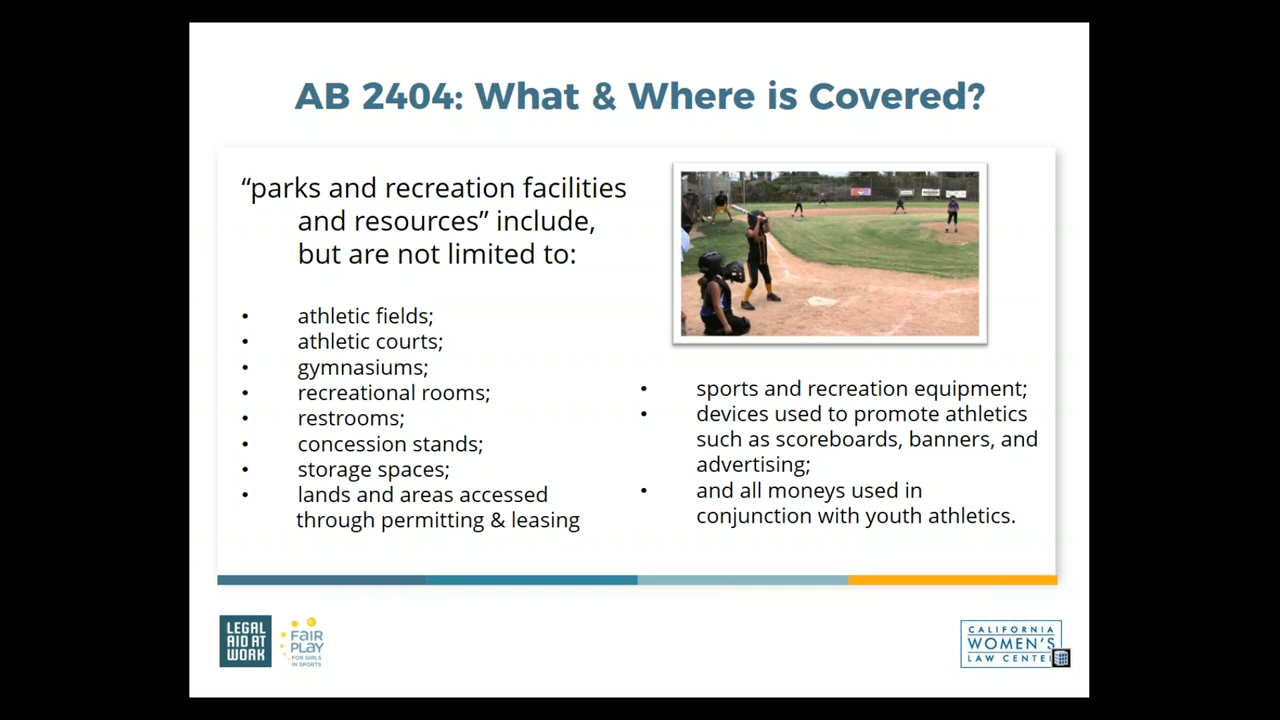 AB 2404: What & Where is Covered?
“parks and recreation facilities
and resources” include,
but are not limited to:
• athletic fields;
• athletic courts;
• gymnasiums;
• recreational rooms;
• restrooms;
• concession stands;
• storage spaces;
• lands and areas accessed
through permitting & leasing
• sports and recreation equipment;
• devices used to promote athletics
such as scoreboards, banners, and
advertising;
• and all moneys used in
conjunction with youth athletics.
LEGAL
AID AT
WORK
FAIR
PLAY
FOR GIRLS
IN SPORTS
CALIFORNIA
WOMEN'S
LAW CENTE